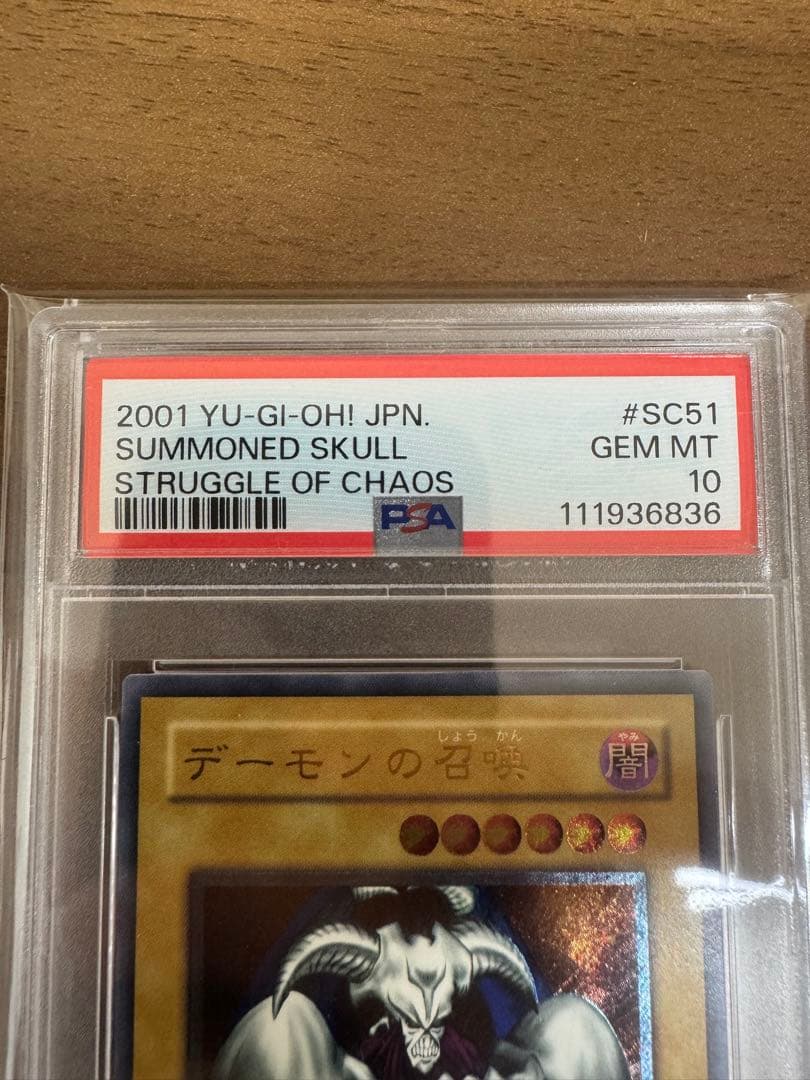 2001 YU-GI-OH! JPN. #SC51
SUMMONED SKULL GEM MT
STRUGGLE OF CHAOS 10
PSA 111936836
しょう かん やみ
デーモンの召喚 闇